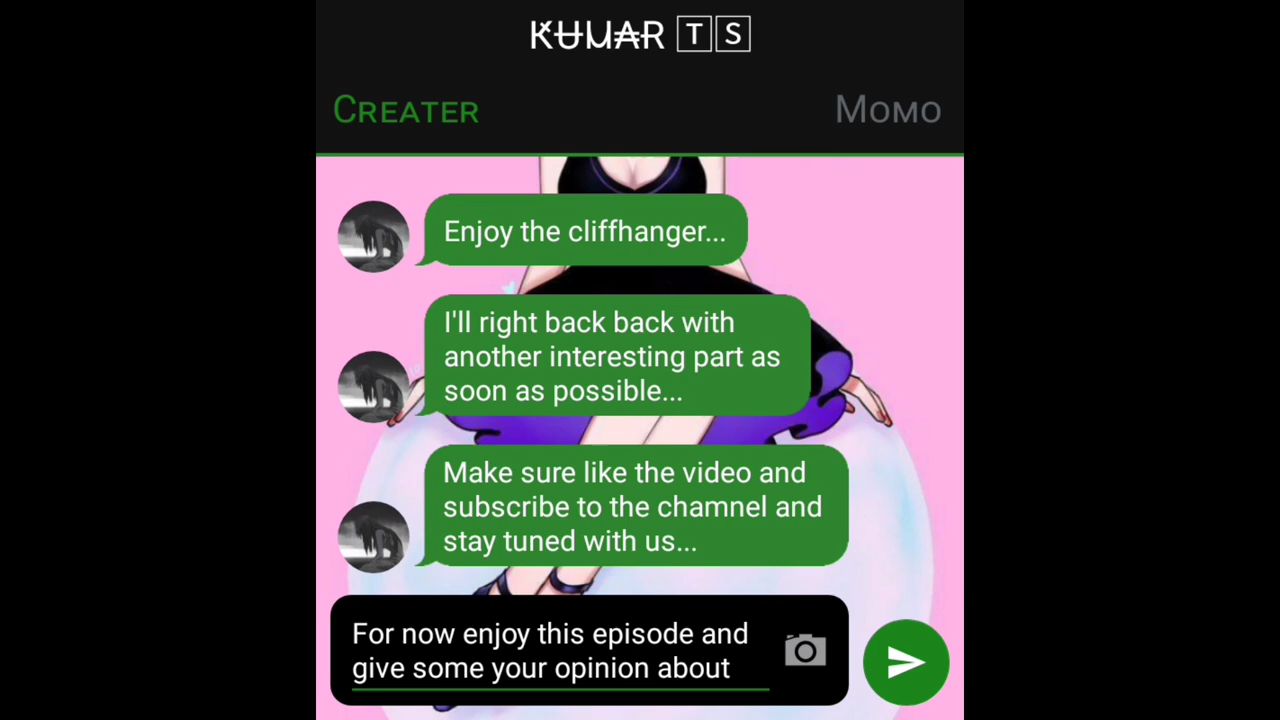 KUMAR TS
Creater Momo
Enjoy the cliffhanger...
I'll right back back with
another interesting part as
soon as possible...
Make sure like the video and
subscribe to the chamnel and
stay tuned with us...
For now enjoy this episode and
give some your opinion about